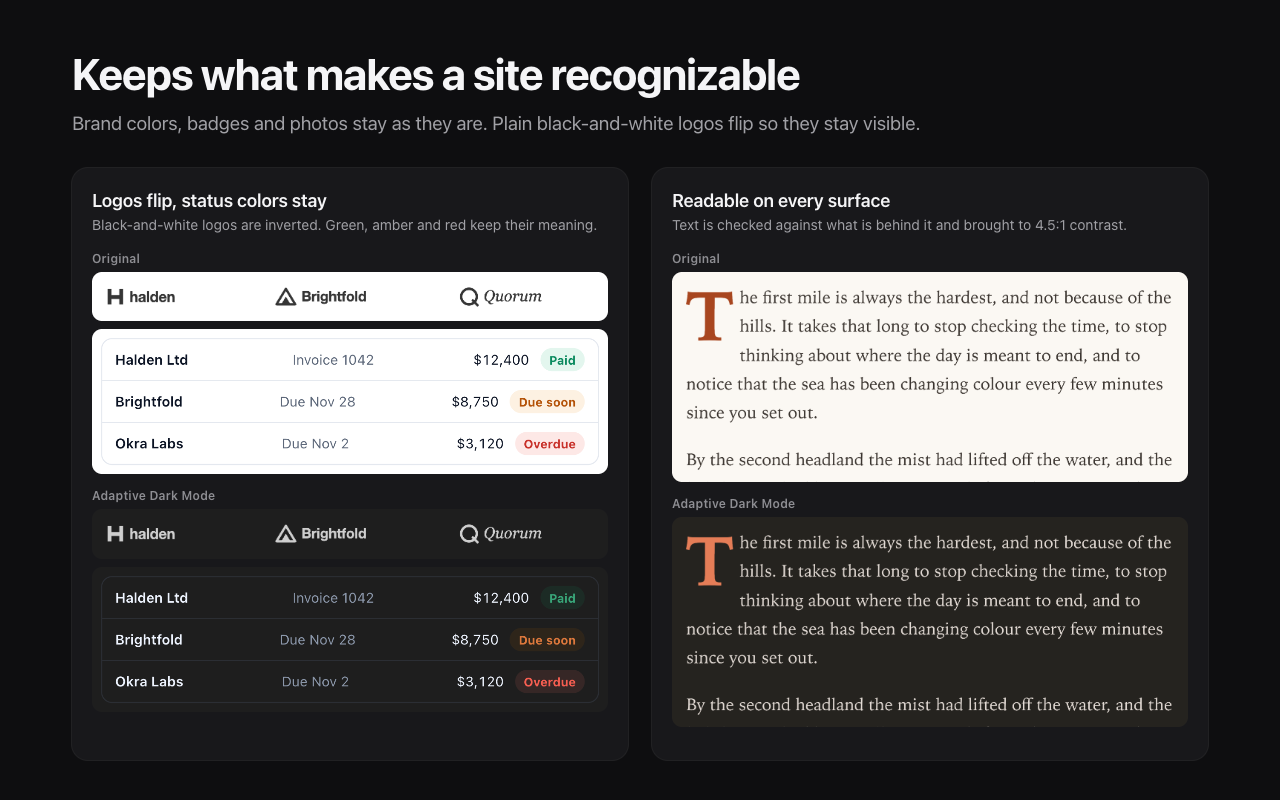 Keeps what makes a site recognizable
Brand colors, badges and photos stay as they are. Plain black-and-white logos flip so they stay visible.
Logos flip, status colors stay
Black-and-white logos are inverted. Green, amber and red keep their meaning.
Original
halden Brightfold Quorum
Halden Ltd Invoice 1042 $12,400 Paid
Brightfold Due Nov 28 $8,750 Due soon
Okra Labs Due Nov 2 $3,120 Overdue
Adaptive Dark Mode
halden Brightfold Quorum
Halden Ltd Invoice 1042 $12,400 Paid
Brightfold Due Nov 28 $8,750 Due soon
Okra Labs Due Nov 2 $3,120 Overdue
Readable on every surface
Text is checked against what is behind it and brought to 4.5:1 contrast.
Original
The first mile is always the hardest, and not because of the
hills. It takes that long to stop checking the time, to stop
thinking about where the day is meant to end, and to
notice that the sea has been changing colour every few minutes
since you set out.
By the second headland the mist had lifted off the water, and the
Adaptive Dark Mode
The first mile is always the hardest, and not because of the
hills. It takes that long to stop checking the time, to stop
thinking about where the day is meant to end, and to
notice that the sea has been changing colour every few minutes
since you set out.
By the second headland the mist had lifted off the water, and the